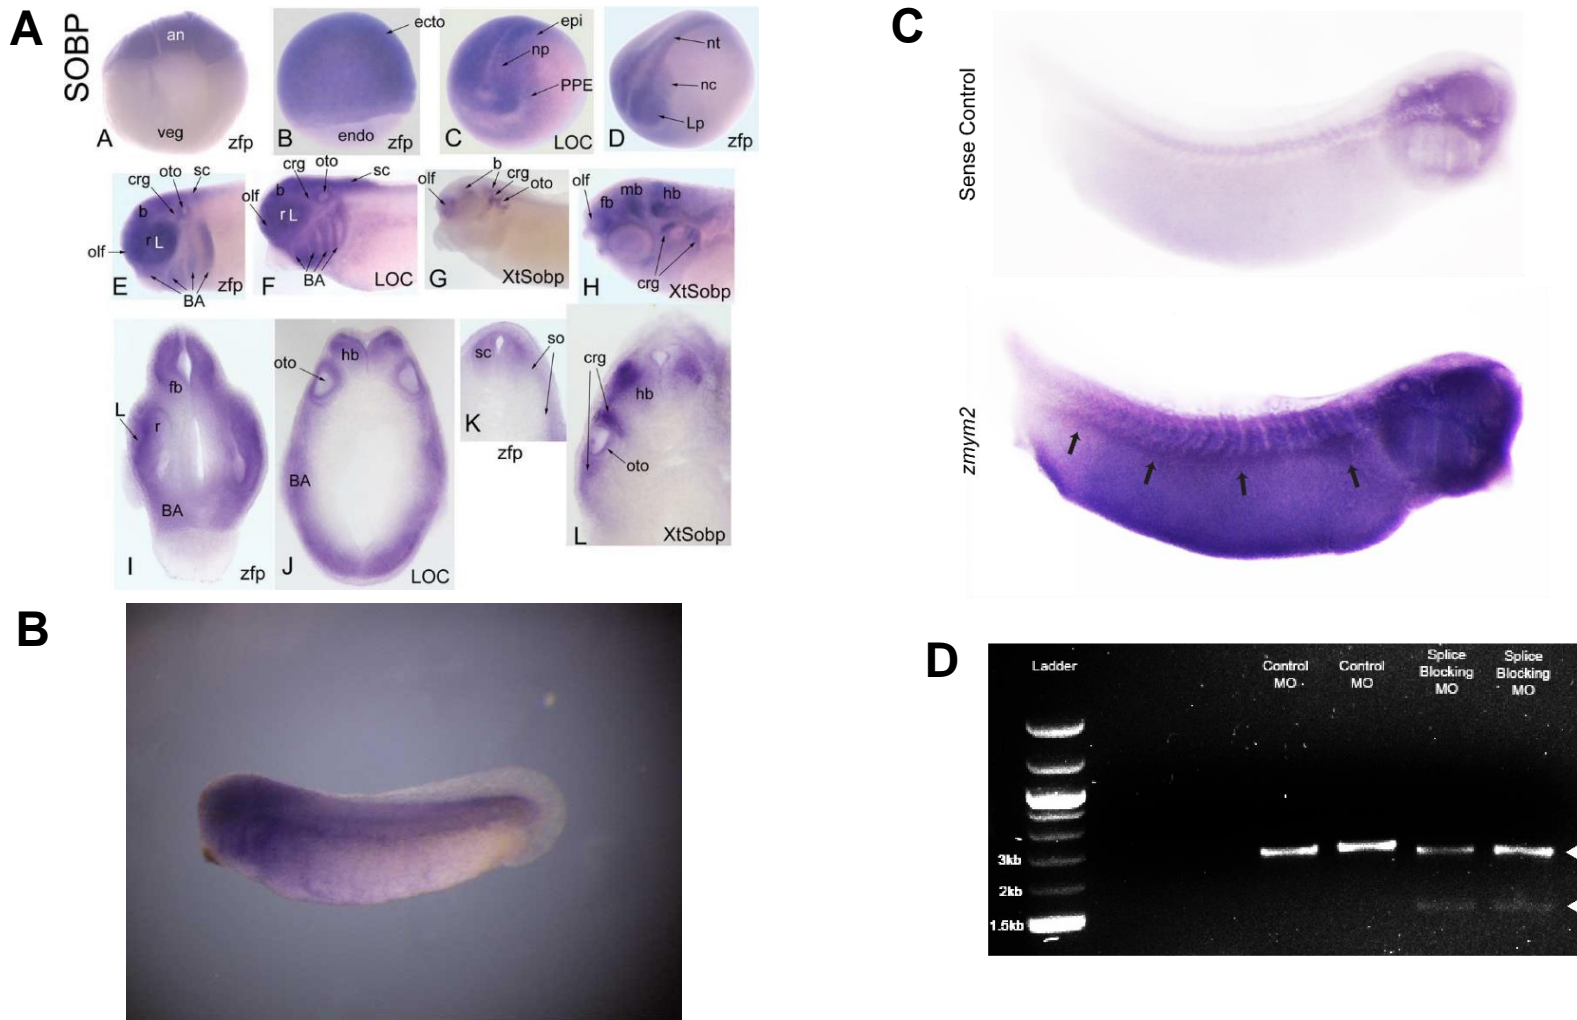 A
SOBP
an
veg
A
zfp
ecto
endo
B
zfp
epi
np
PPE
C
LOC
nt
nc
Lp
D
zfp
crg
oto
sc
b
r L
olf
E
BA
zfp
crg
oto
sc
olf
b
r L
F
BA
LOC
olf
b
crg
oto
G
XtSobp
olf
fb
mb
hb
H
crg
XtSobp
fb
L
r
BA
I
zfp
oto
hb
BA
J
LOC
sc
so
K
zfp
crg
hb
oto
L
XtSobp
B
C
Sense Control
zmym2
D
Ladder
Control
MO
Control
MO
Splice
Blocking
MO
Splice
Blocking
MO
3kb
2kb
1.5kb